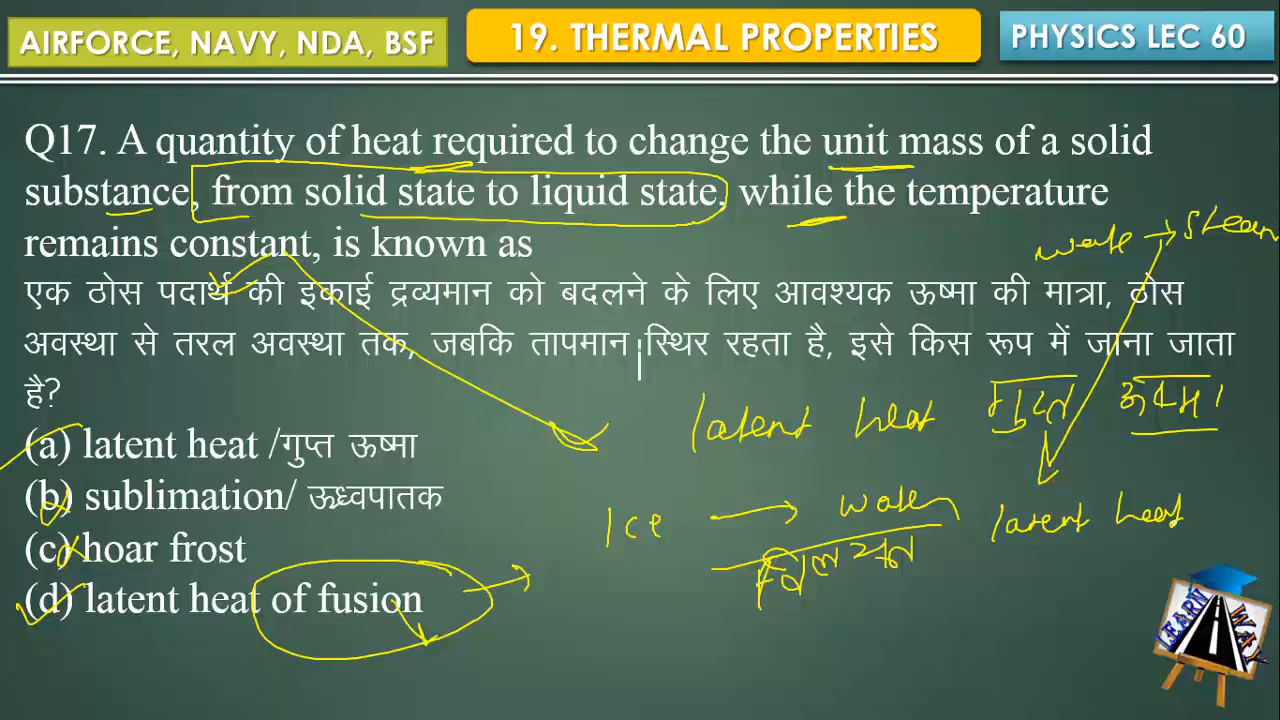 AIRFORCE, NAVY, NDA, BSF
19. THERMAL PROPERTIES
PHYSICS LEC 60
Q17. A quantity of heat required to change the unit mass of a solid
substance, from solid state to liquid state, while the temperature
remains constant, is known as
एक ठोस पदार्थ की इकाई द्रव्यमान को बदलने के लिए आवश्यक ऊष्मा की मात्रा, ठोस
अवस्था से तरल अवस्था तक, जबकि तापमान स्थिर रहता है, इसे किस रूप में जाना जाता
है?
(a) latent heat /गुप्त ऊष्मा
(b) sublimation/ ऊध्वपातक
(c) hoar frost
(d) latent heat of fusion
latent heat गुप्त ऊष्मा
Ice → water
latent heat
LEARN WAY